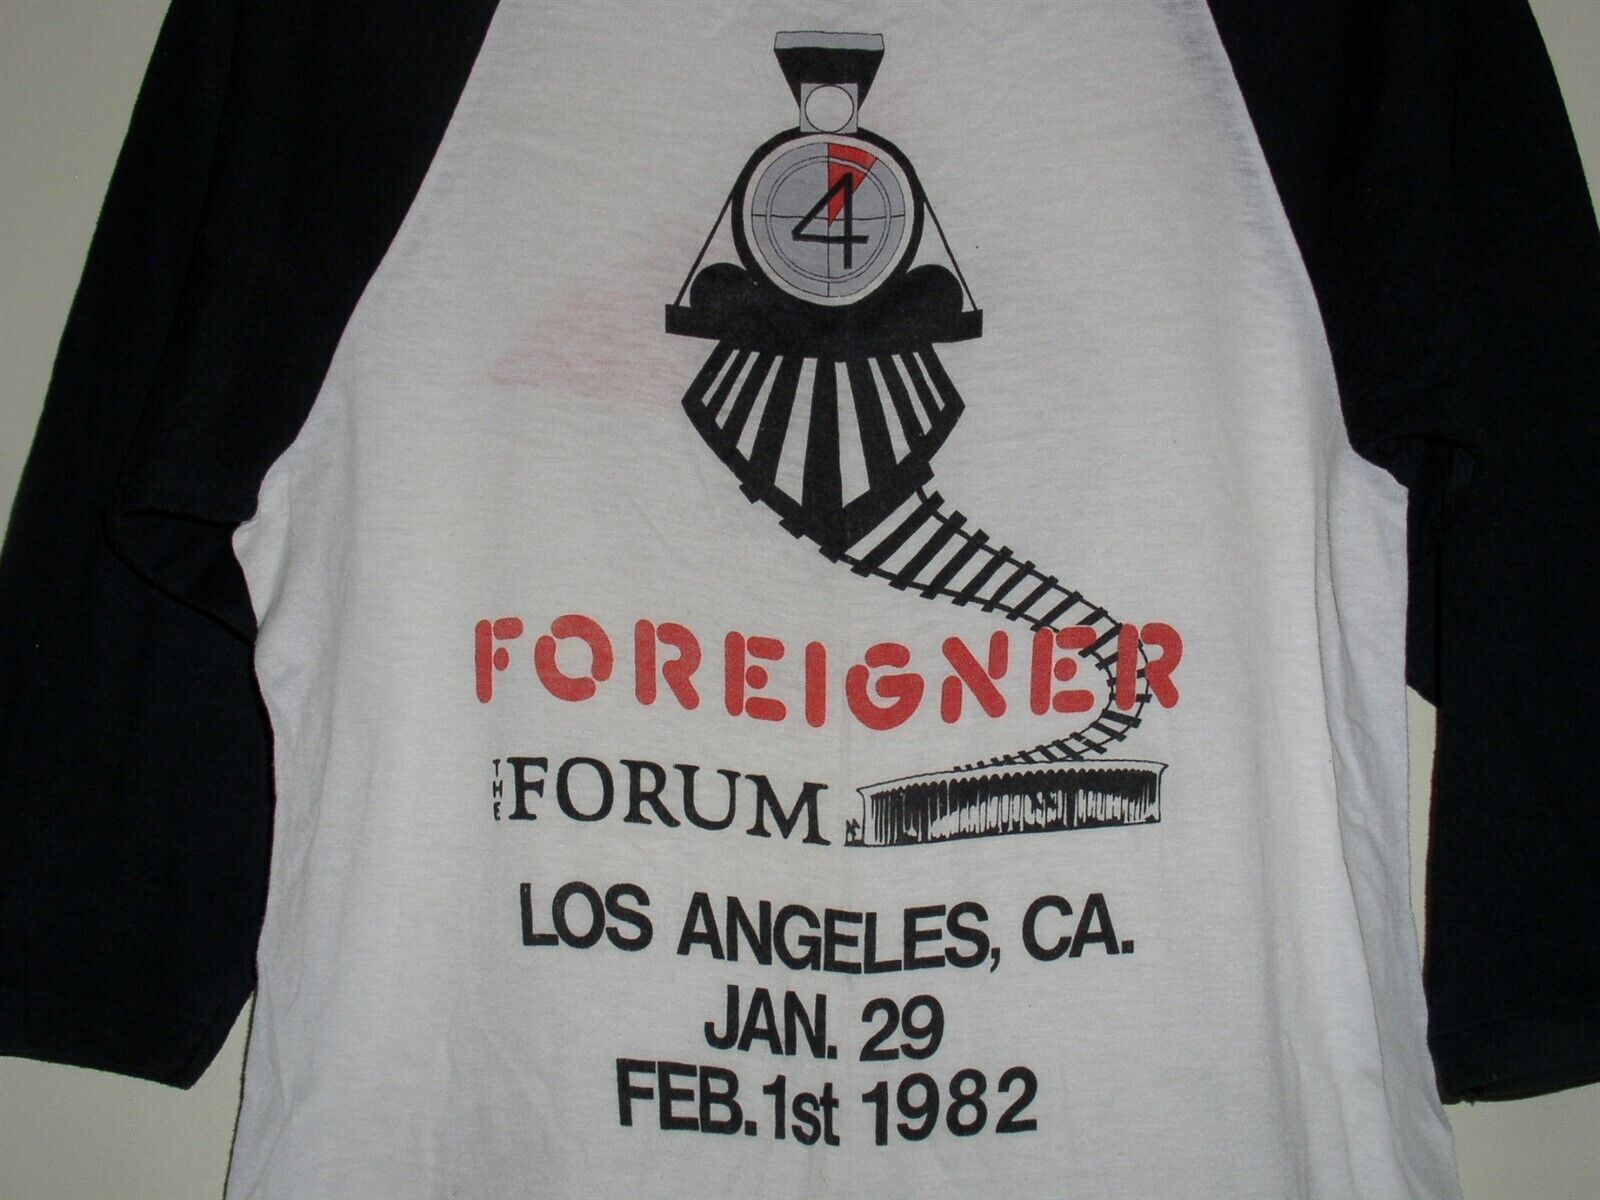 4
FOREIGNER
THE FORUM
LOS ANGELES, CA.
JAN. 29
FEB. 1st 1982